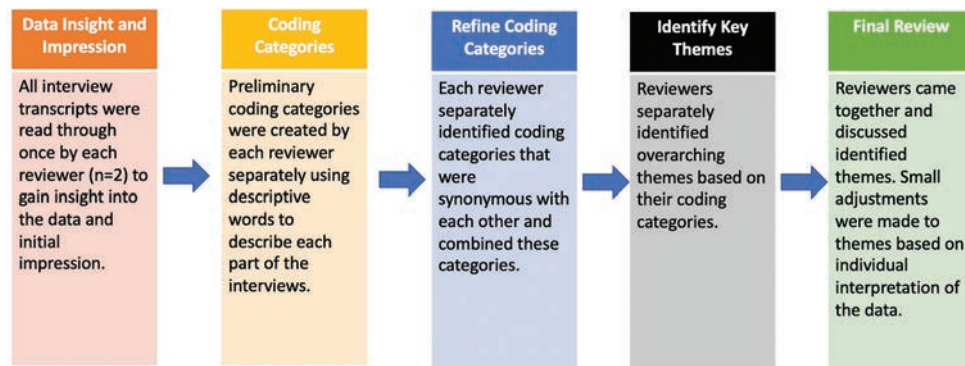 Data Insight and
Impression
All interview
transcripts were
read through
once by each
reviewer (n=2) to
gain insight into
the data and
initial
impression.
Coding
Categories
Preliminary
coding categories
were created by
each reviewer
separately using
descriptive
words to
describe each
part of the
interviews.
Refine Coding
Categories
Each reviewer
separately
identified coding
categories that
were
synonymous with
each other and
combined these
categories.
Identify Key
Themes
Reviewers
separately
identified
overarching
themes based on
their coding
categories.
Final Review
Reviewers came
together and
discussed
identified
themes. Small
adjustments
were made to
themes based on
individual
interpretation of
the data.